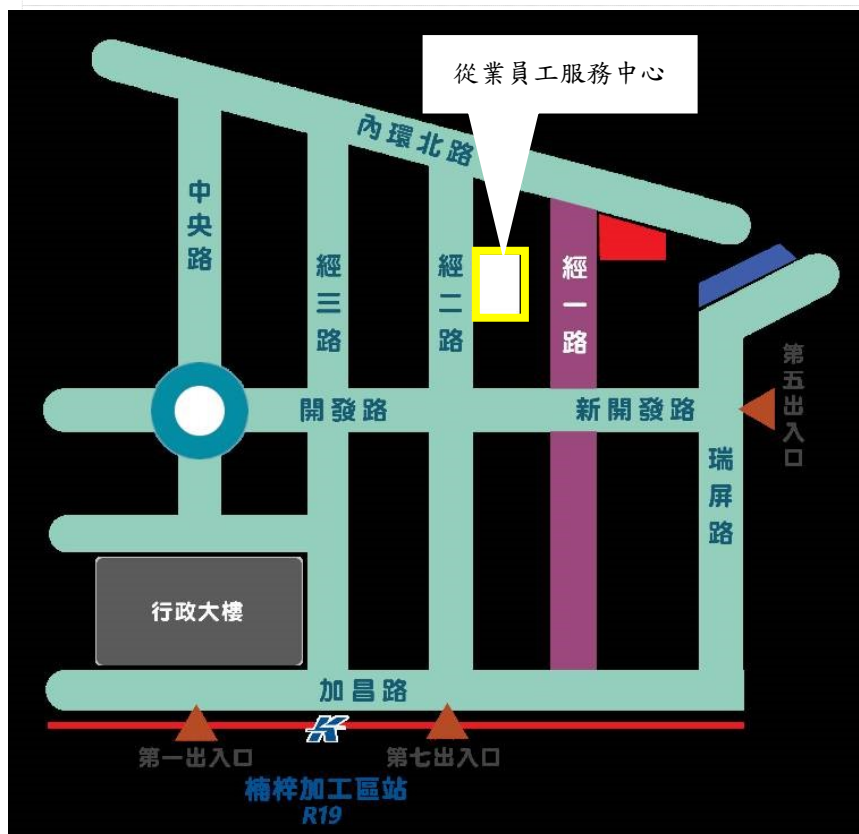 從業員工服務中心
內環北路
中央路
經三路
經二路
經一路
開發路
新開發路
第五出入口
瑞屏路
行政大樓
加昌路
第一出入口
第七出入口
楠梓加工區站
R19